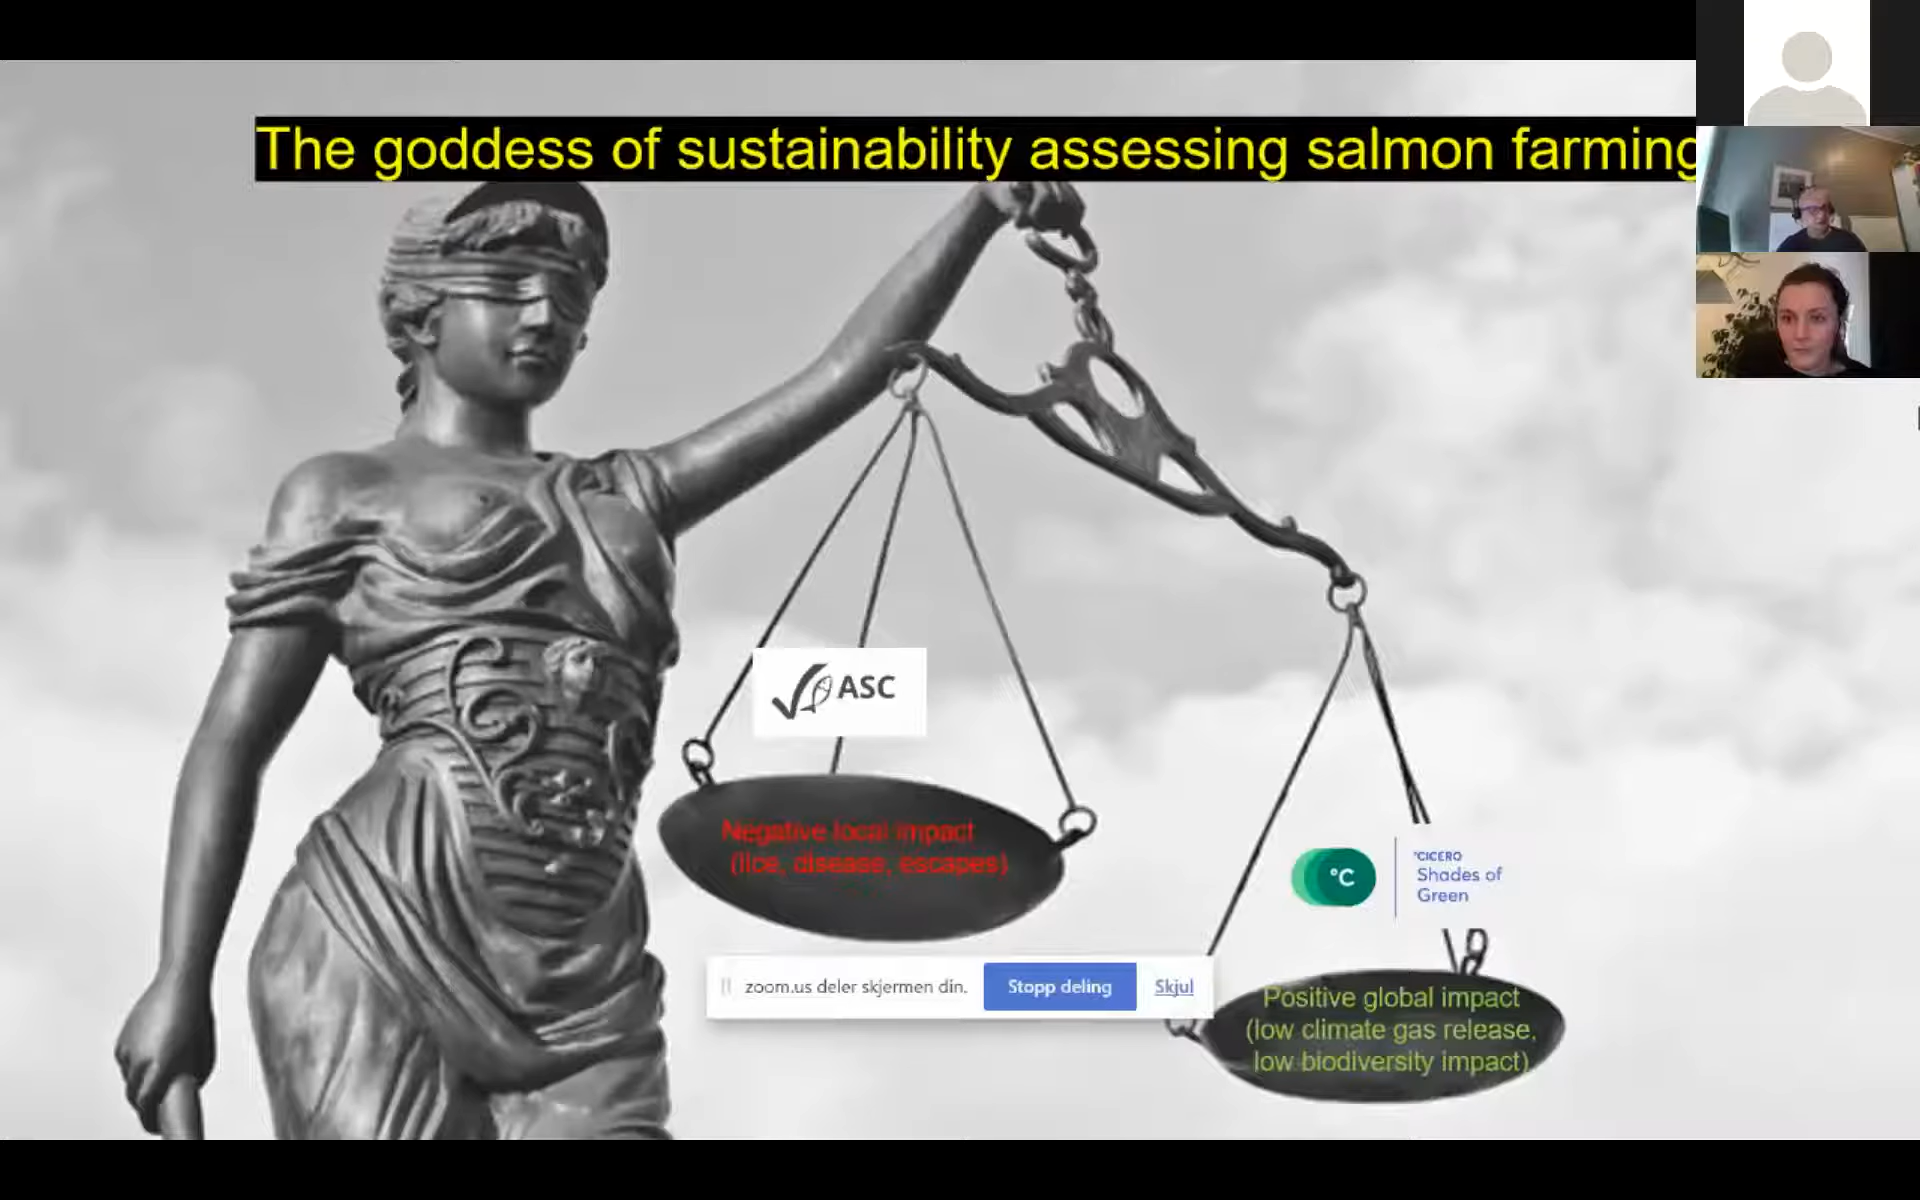 The goddess of sustainability assessing salmon farming
ASC
Negative local impact
(lice, disease, escapes)
°CICERO
Shades of
Green
°C
zoom.us deler skjermen din.
Stopp deling
Skjul
Positive global impact
(low climate gas release,
low biodiversity impact)